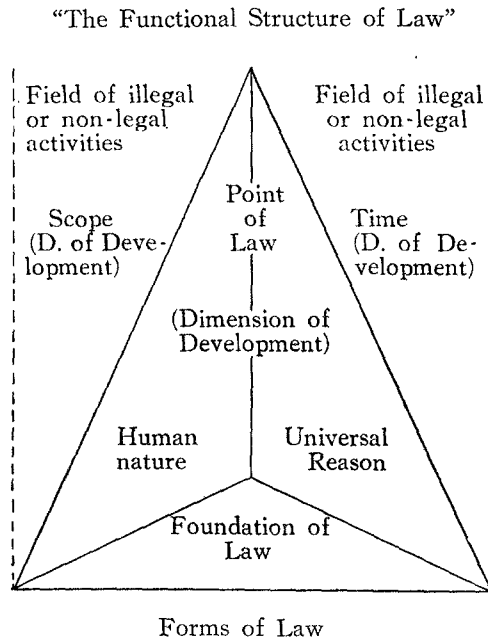 “The Functional Structure of Law”
Field of illegal
or non-legal
activities
Field of illegal
or non-legal
activities
Scope
(D. of Deve-
lopment)
Point
of
Law
Time
(D. of De-
velopment)
(Dimension of
Development)
Human
nature
Universal
Reason
Foundation of
Law
Forms of Law